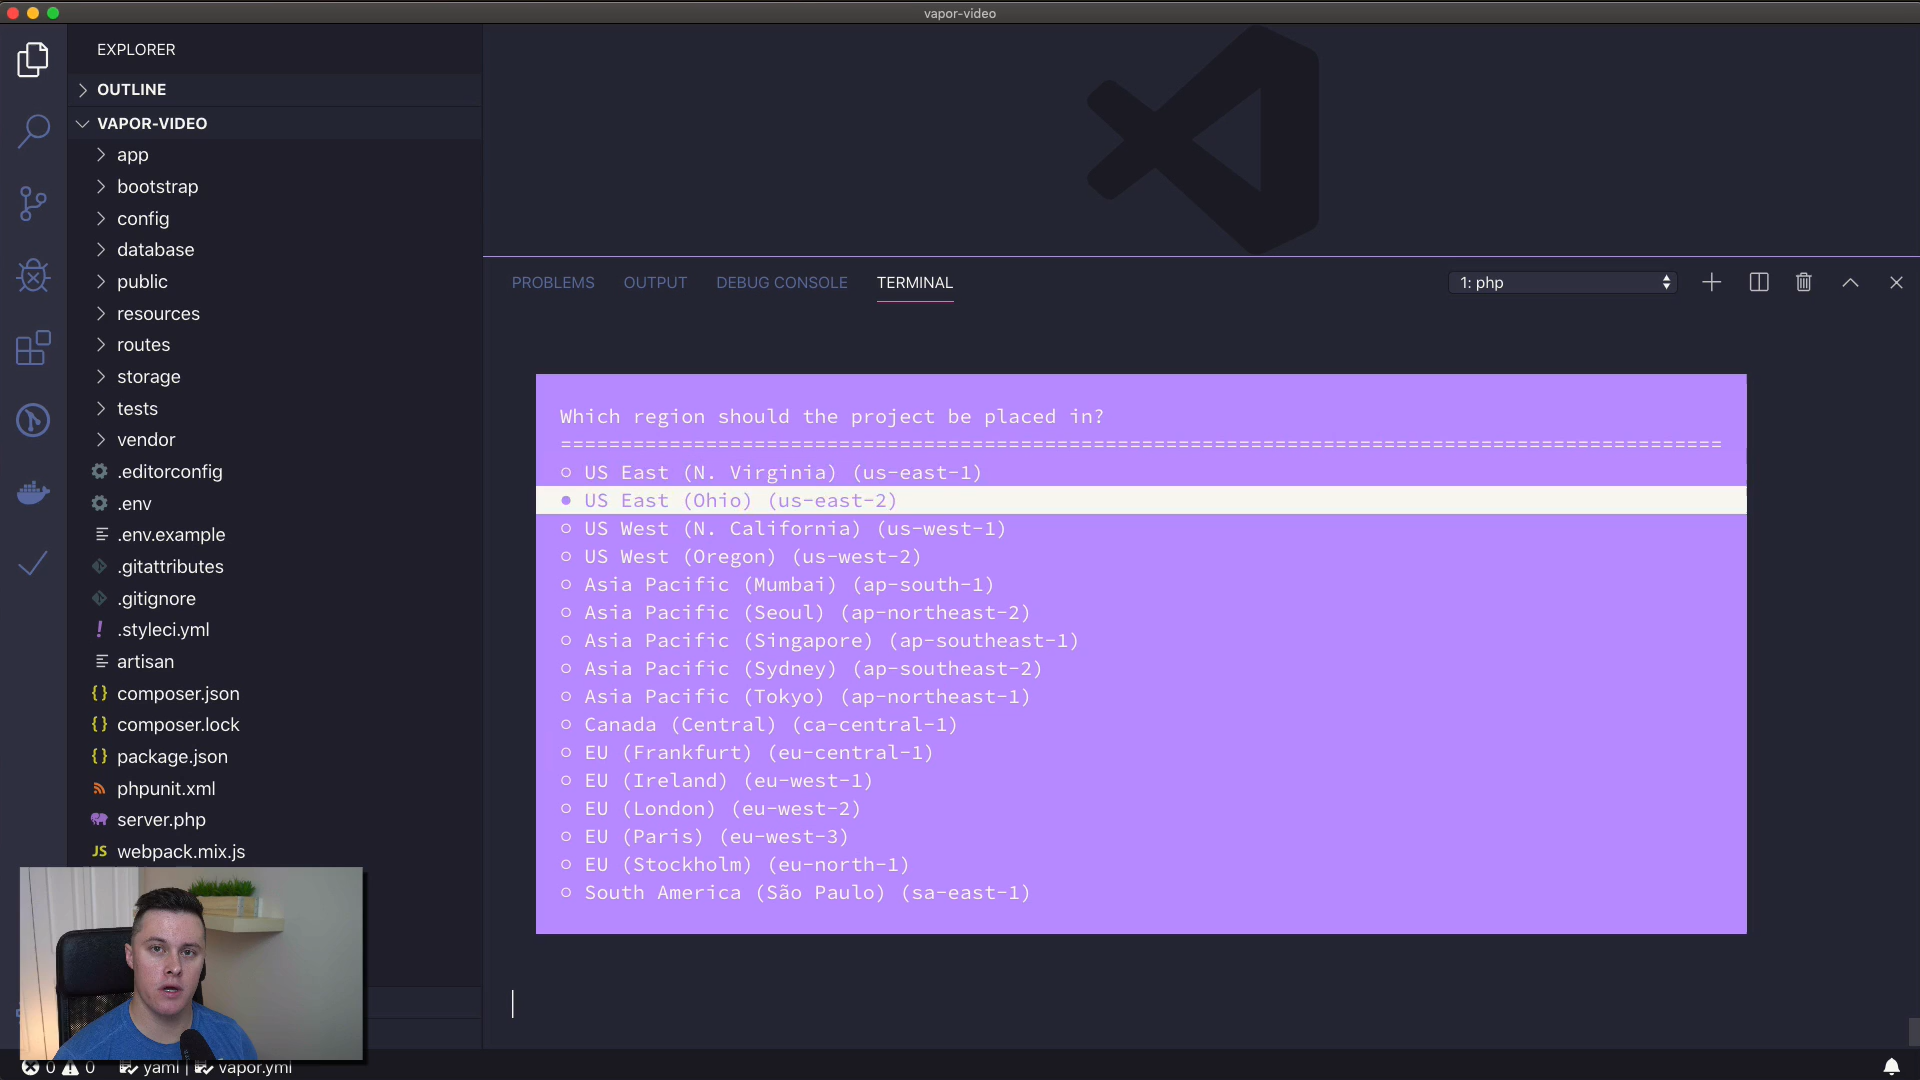 vapor-video
EXPLORER
OUTLINE
VAPOR-VIDEO
app
bootstrap
config
database
public
resources
routes
storage
tests
vendor
.editorconfig
.env
.env.example
.gitattributes
.gitignore
.styleci.yml
artisan
composer.json
composer.lock
package.json
phpunit.xml
server.php
JS webpack.mix.js
PROBLEMS OUTPUT DEBUG CONSOLE TERMINAL 1: php
Which region should the project be placed in?
================================================================================================
US East (N. Virginia) (us-east-1)
US East (Ohio) (us-east-2)
US West (N. California) (us-west-1)
US West (Oregon) (us-west-2)
Asia Pacific (Mumbai) (ap-south-1)
Asia Pacific (Seoul) (ap-northeast-2)
Asia Pacific (Singapore) (ap-southeast-1)
Asia Pacific (Sydney) (ap-southeast-2)
Asia Pacific (Tokyo) (ap-northeast-1)
Canada (Central) (ca-central-1)
EU (Frankfurt) (eu-central-1)
EU (Ireland) (eu-west-1)
EU (London) (eu-west-2)
EU (Paris) (eu-west-3)
EU (Stockholm) (eu-north-1)
South America (São Paulo) (sa-east-1)
0 0 yaml | vapor.yml